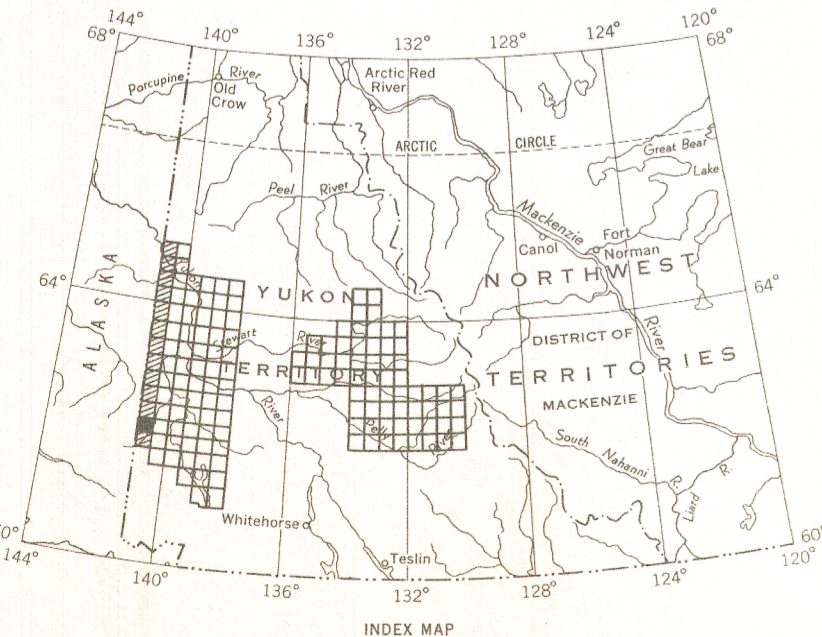 144° 140° 136° 132° 128° 124° 120°
68° 68°
Porcupine River
Old
Crow
Arctic Red
River
ARCTIC CIRCLE
Great Bear
Lake
Peel River
Mackenzie
Canol
Fort
Norman
64° 64°
ALASKA
YUKON
NORTHWEST
Stewart River
River
DISTRICT OF
TERRITORY
TERRITORIES
MACKENZIE
River
Pelly
River
South Nahanni R.
Liard R.
Whitehorse
Teslin
60°
144° 140° 136° 132° 128° 124° 120°
INDEX MAP